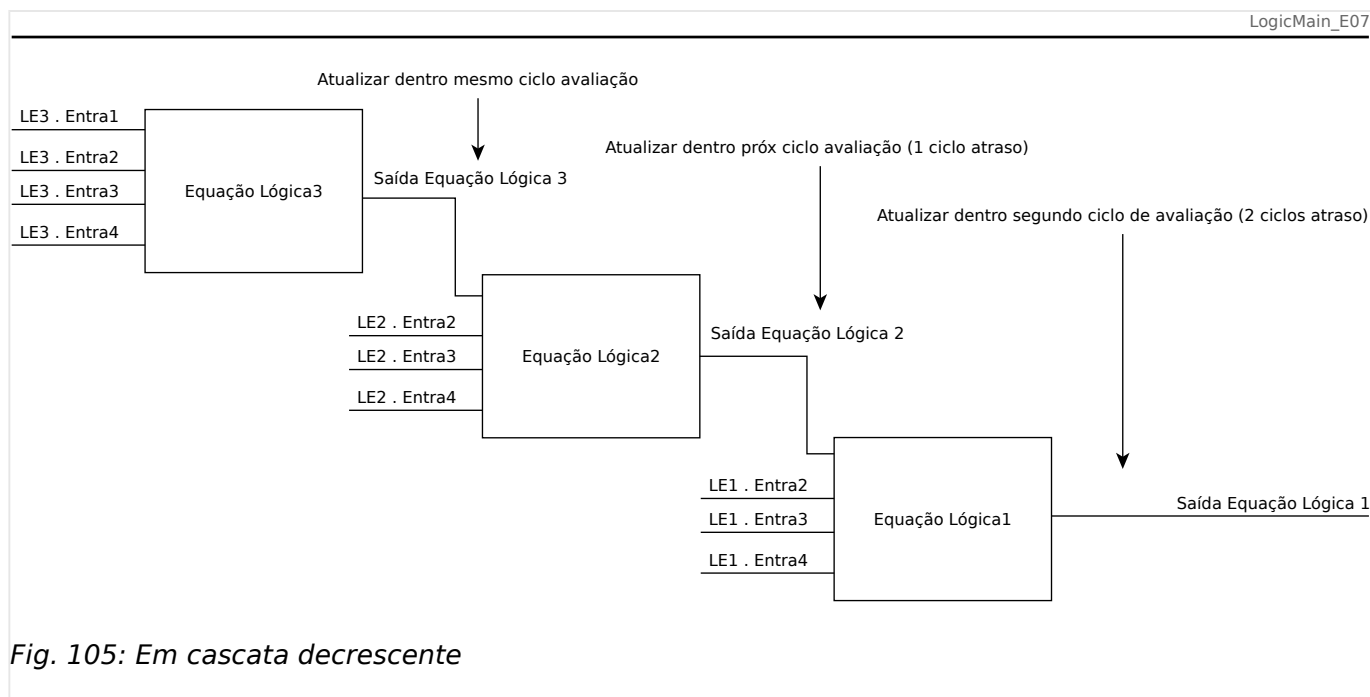 LogicMain_E07
Atualizar dentro mesmo ciclo avaliação
LE3 . Entra1
LE3 . Entra2
LE3 . Entra3
LE3 . Entra4
Equação Lógica3
Saída Equação Lógica 3
Atualizar dentro próx ciclo avaliação (1 ciclo atraso)
LE2 . Entra2
LE2 . Entra3
LE2 . Entra4
Equação Lógica2
Saída Equação Lógica 2
Atualizar dentro segundo ciclo de avaliação (2 ciclos atraso)
LE1 . Entra2
LE1 . Entra3
LE1 . Entra4
Equação Lógica1
Saída Equação Lógica 1
Fig. 105: Em cascata decrescente